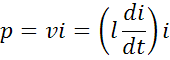 p = vi = (l di/dt) i